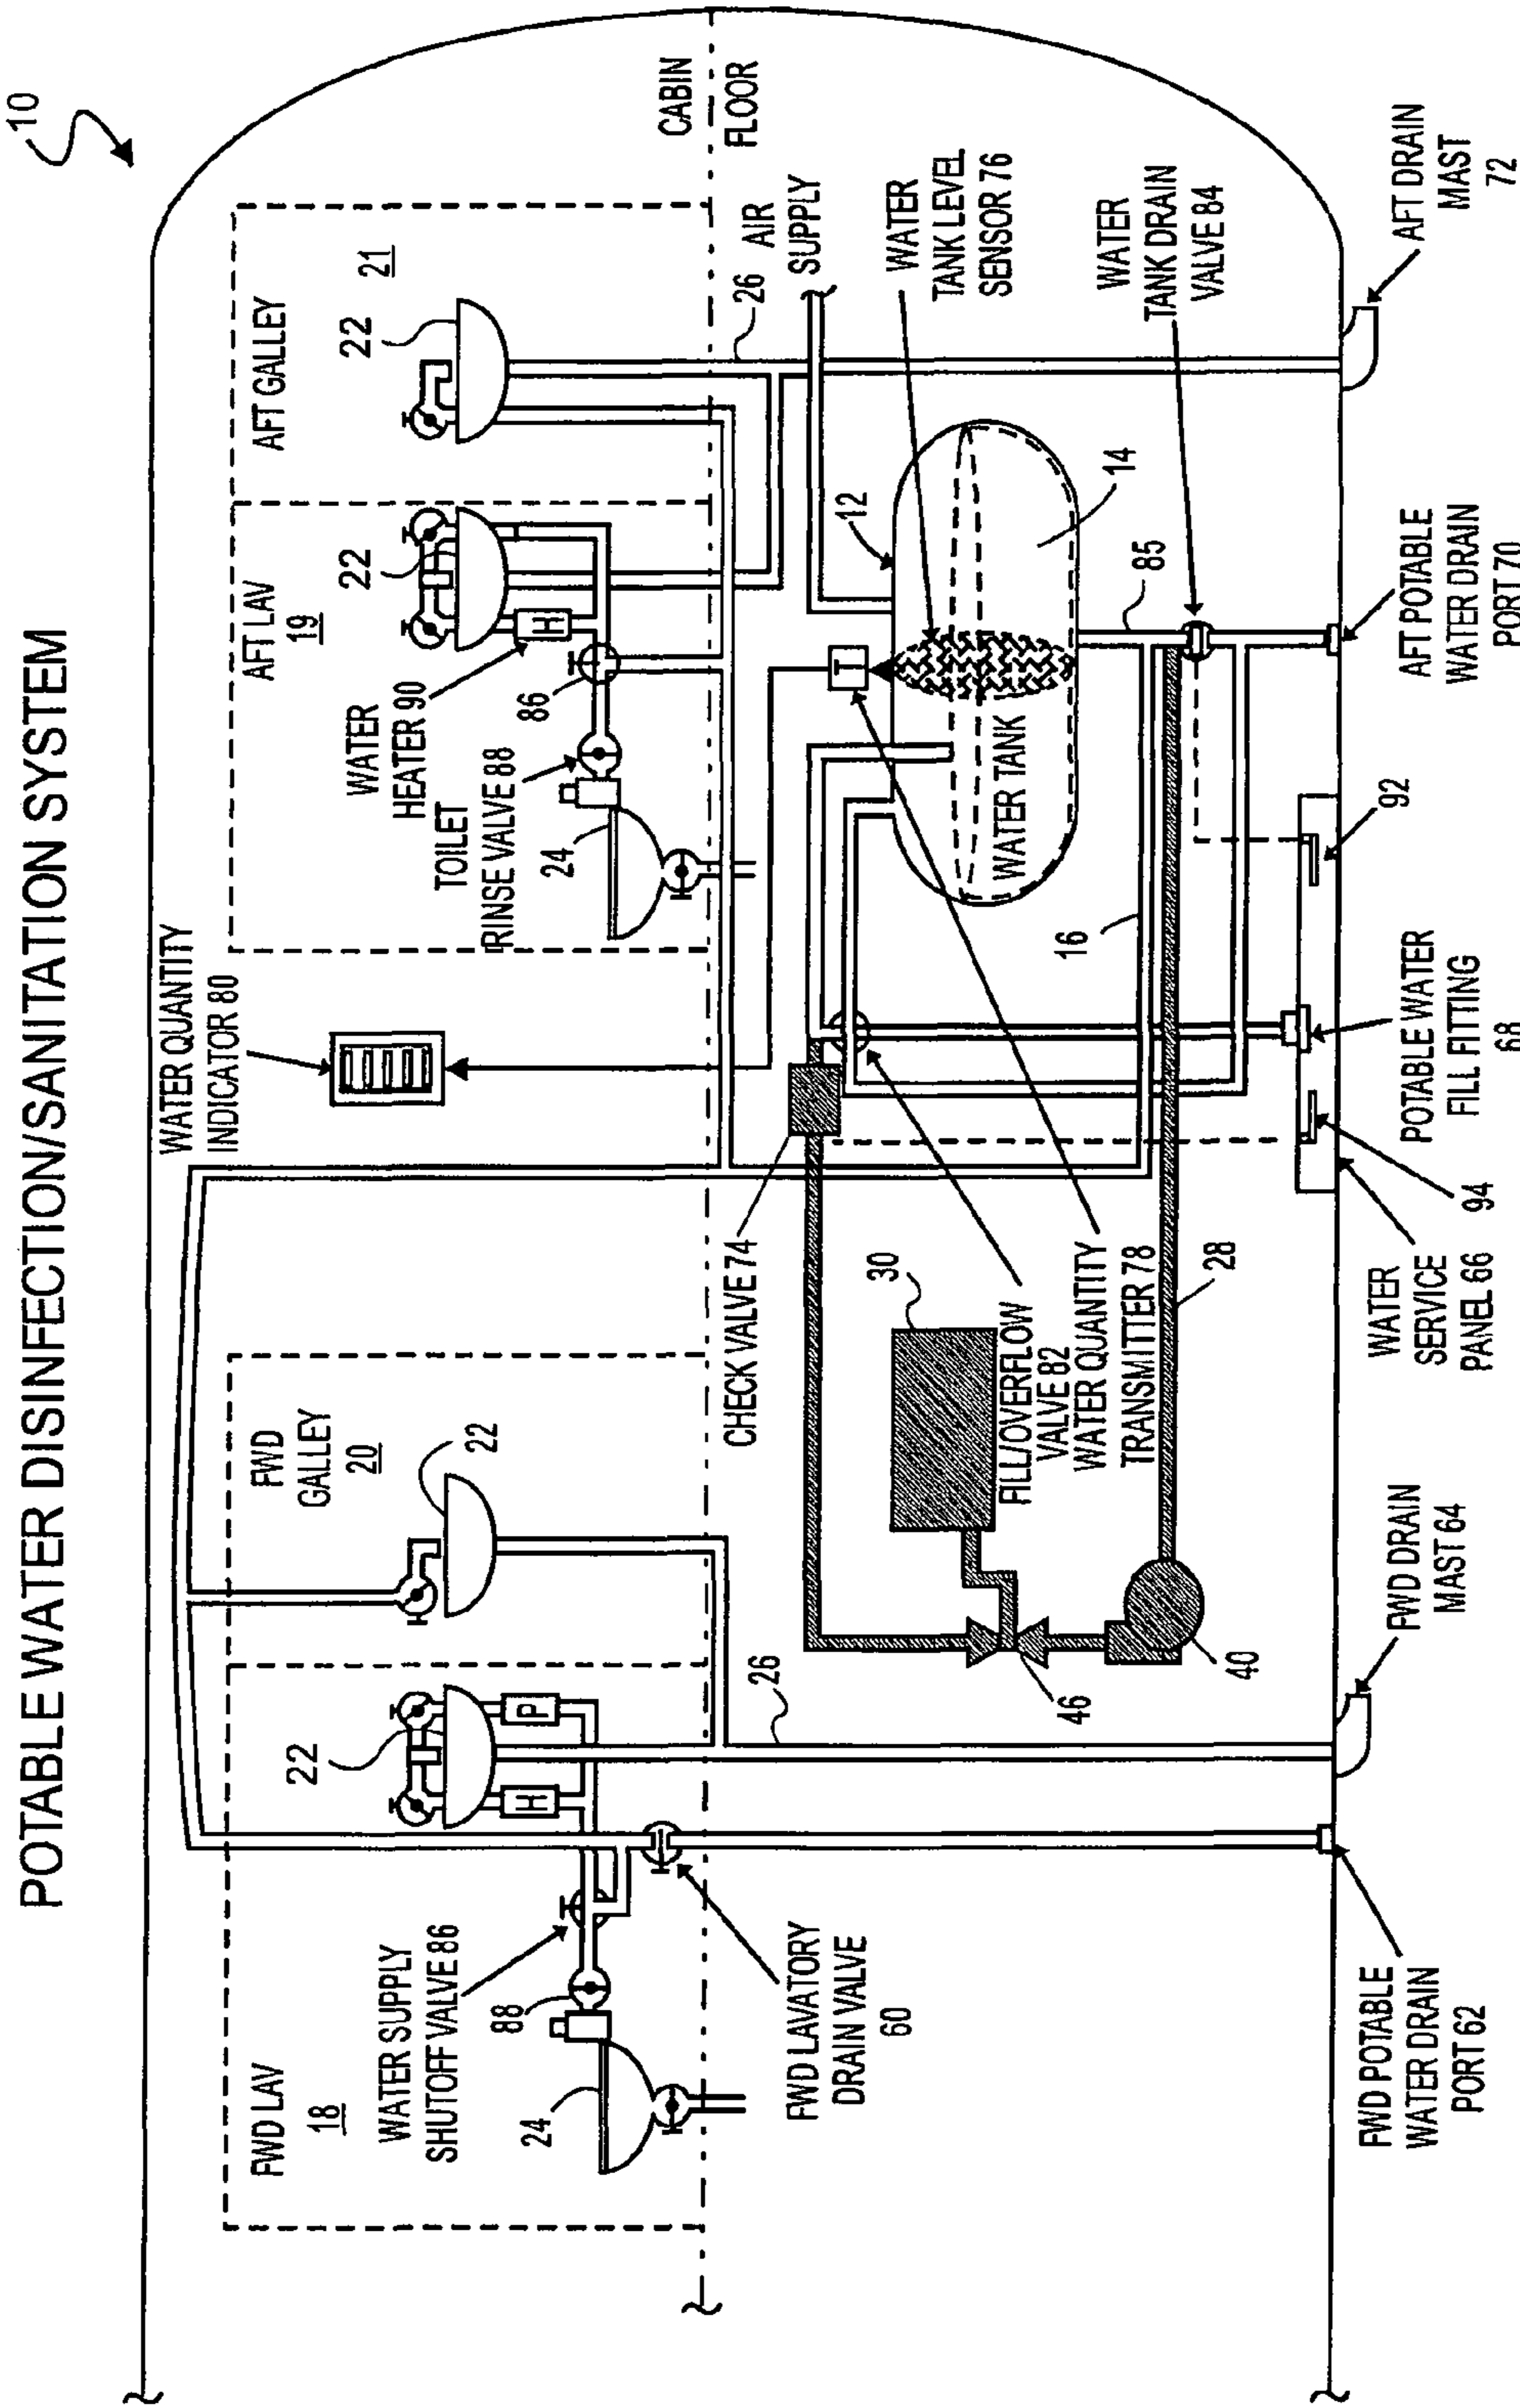 POTABLE WATER DISINFECTION/SANITATION SYSTEM
10
FWD LAV
18
WATER SUPPLY
SHUTOFF VALVE 86
88
24
22
H
P
FWD LAVATORY
DRAIN VALVE
60
FWD
GALLEY
20
22
WATER QUANTITY
INDICATOR 80
AFT LAV
19
22
WATER
HEATER 90
H
86
TOILET
RINSE VALVE 88
24
AFT GALLEY
21
22
CABIN
FLOOR
26
AIR
SUPPLY
CHECK VALVE 74
26
30
FILL/OVERFLOW
VALVE 82
WATER QUANTITY
TRANSMITTER 78
46
40
28
16
T
12
WATER TANK
14
85
WATER
TANK LEVEL
SENSOR 76
WATER
TANK DRAIN
VALVE 84
92
94
FWD POTABLE
WATER DRAIN
PORT 62
FWD DRAIN
MAST 64
WATER
SERVICE
PANEL 66
POTABLE WATER
FILL FITTING
68
AFT POTABLE
WATER DRAIN
PORT 70
AFT DRAIN
MAST
72